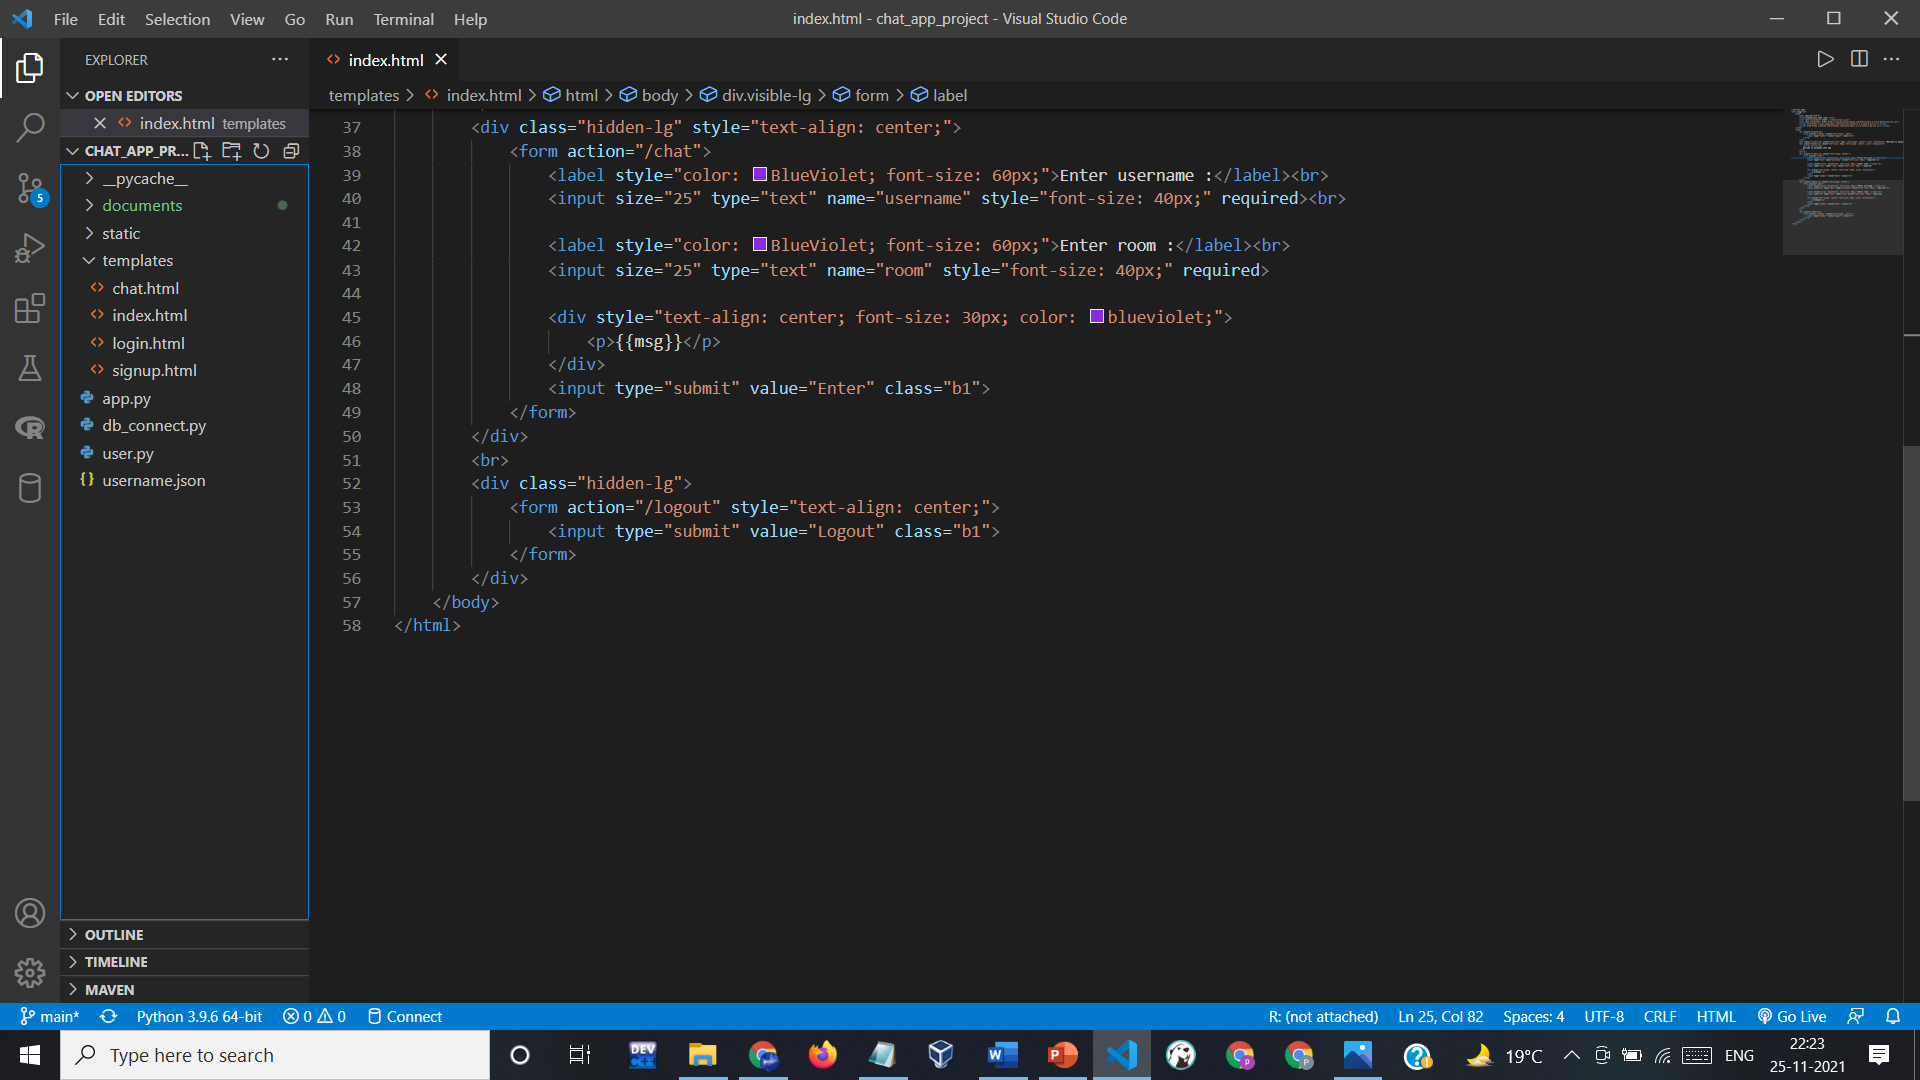 File Edit Selection View Go Run Terminal Help
index.html - chat_app_project - Visual Studio Code
EXPLORER
index.html
OPEN EDITORS
index.html templates
CHAT_APP_PR...
__pycache__
documents
static
templates
chat.html
index.html
login.html
signup.html
app.py
db_connect.py
user.py
username.json
OUTLINE
TIMELINE
MAVEN
5
templates > index.html > html > body > div.visible-lg > form > label
37 <div class="hidden-lg" style="text-align: center;">
38 <form action="/chat">
39 <label style="color: BlueViolet; font-size: 60px;">Enter username :</label><br>
40 <input size="25" type="text" name="username" style="font-size: 40px;" required><br>
41
42 <label style="color: BlueViolet; font-size: 60px;">Enter room :</label><br>
43 <input size="25" type="text" name="room" style="font-size: 40px;" required>
44
45 <div style="text-align: center; font-size: 30px; color: blueviolet;">
46 <p>{{msg}}</p>
47 </div>
48 <input type="submit" value="Enter" class="b1">
49 </form>
50 </div>
51 <br>
52 <div class="hidden-lg">
53 <form action="/logout" style="text-align: center;">
54 <input type="submit" value="Logout" class="b1">
55 </form>
56 </div>
57 </body>
58 </html>
main* Python 3.9.6 64-bit 0 0 Connect R: (not attached) Ln 25, Col 82 Spaces: 4 UTF-8 CRLF HTML Go Live
Type here to search
DEV
19°C ENG
22:23
25-11-2021